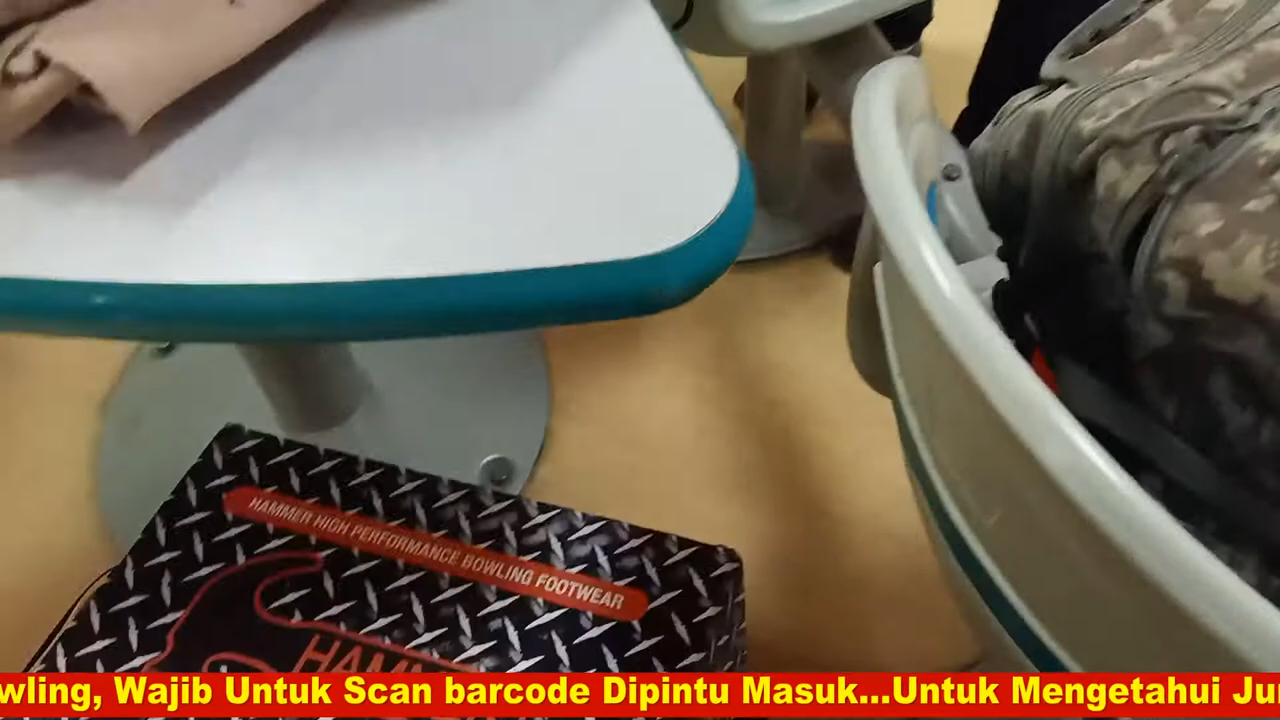 HAMMER HIGH PERFORMANCE BOWLING FOOTWEAR
wling, Wajib Untuk Scan barcode Dipintu Masuk...Untuk Mengetahui Ju